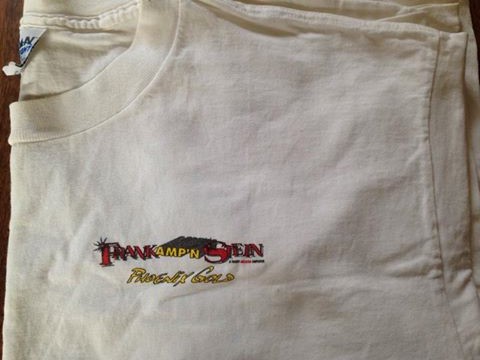 FRANKAMP'N STEIN
PHOENIX GOLD